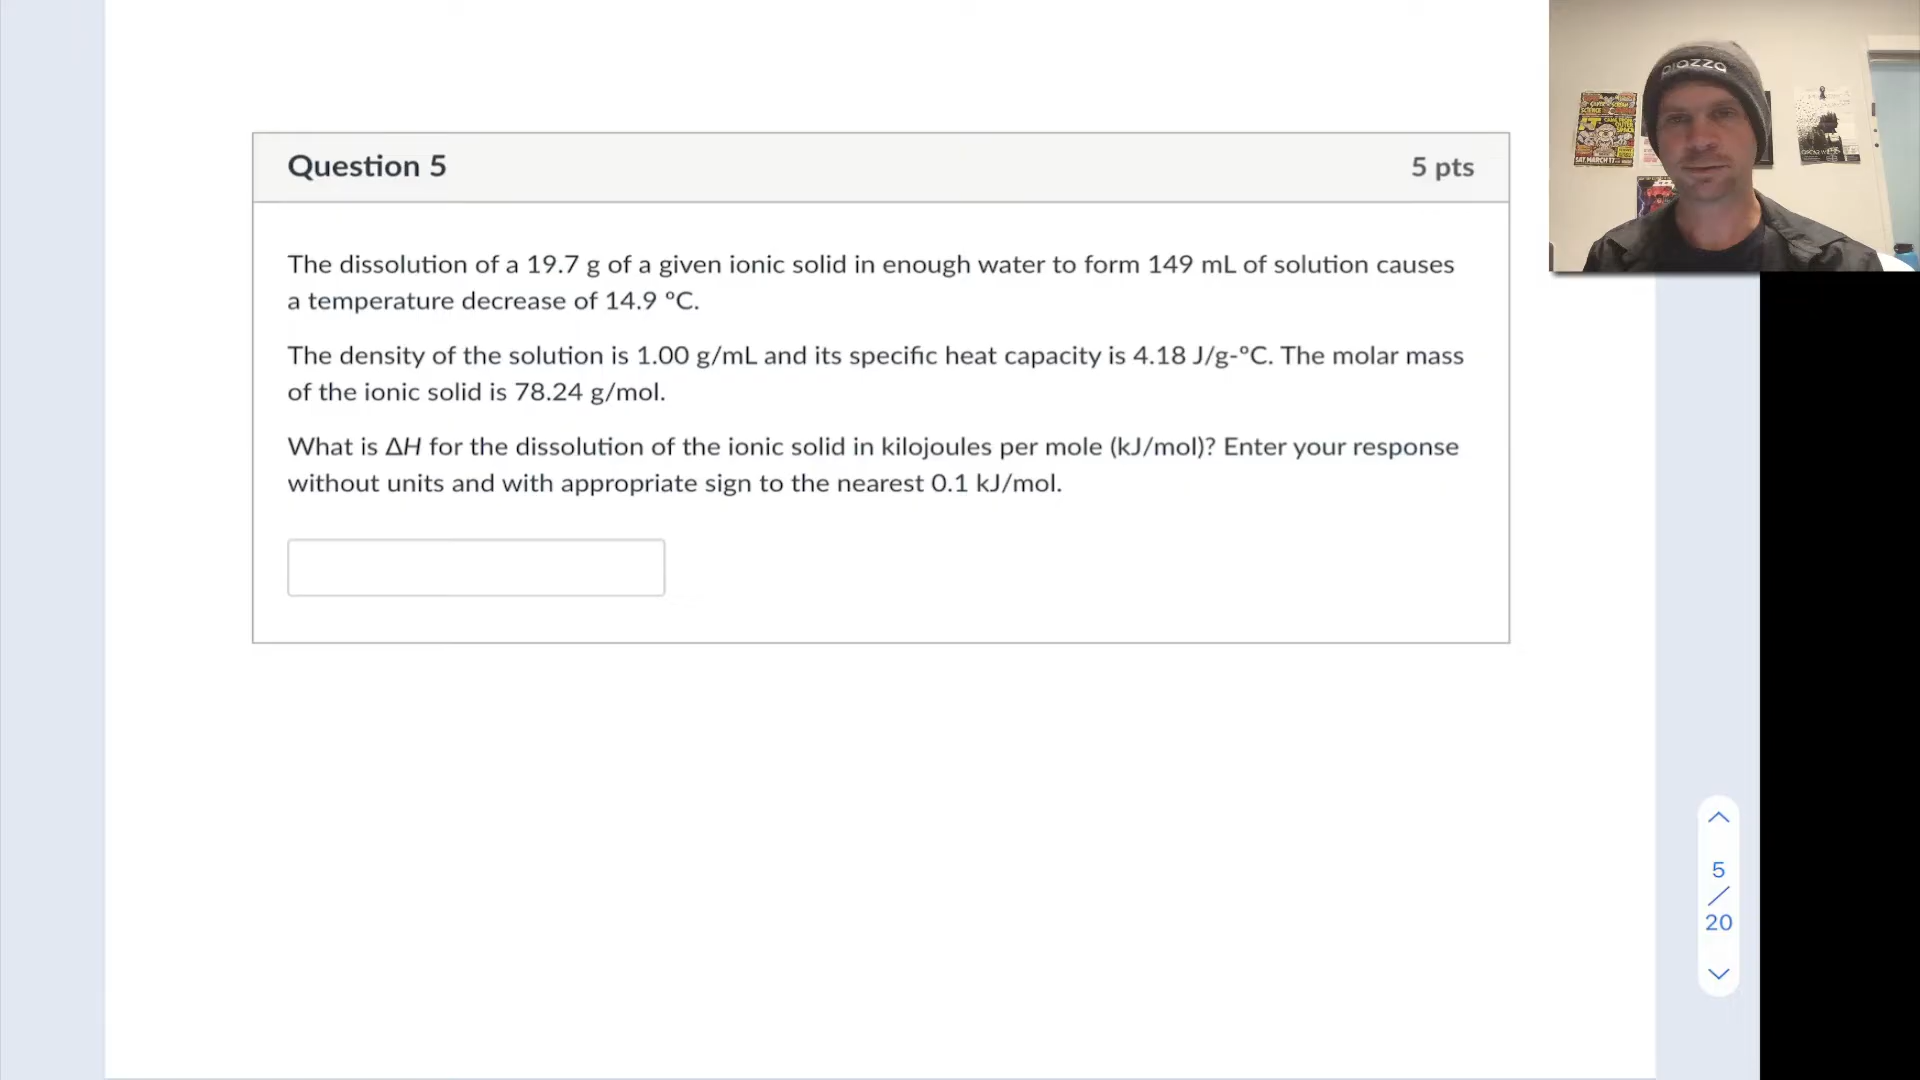 piazza
Question 5
5 pts
The dissolution of a 19.7 g of a given ionic solid in enough water to form 149 mL of solution causes
a temperature decrease of 14.9 ºC.
The density of the solution is 1.00 g/mL and its specific heat capacity is 4.18 J/g-ºC. The molar mass
of the ionic solid is 78.24 g/mol.
What is ΔH for the dissolution of the ionic solid in kilojoules per mole (kJ/mol)? Enter your response
without units and with appropriate sign to the nearest 0.1 kJ/mol.
5
/
20